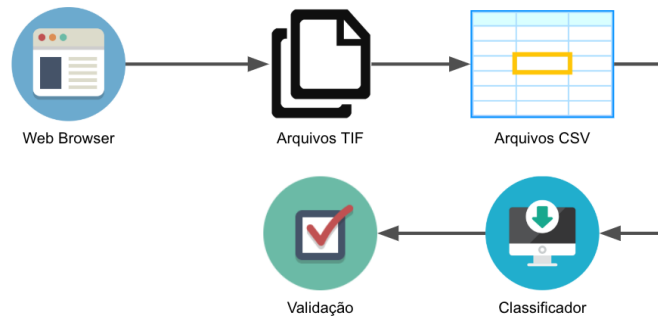 Web Browser
Arquivos TIF
Arquivos CSV
Validação
Classificador